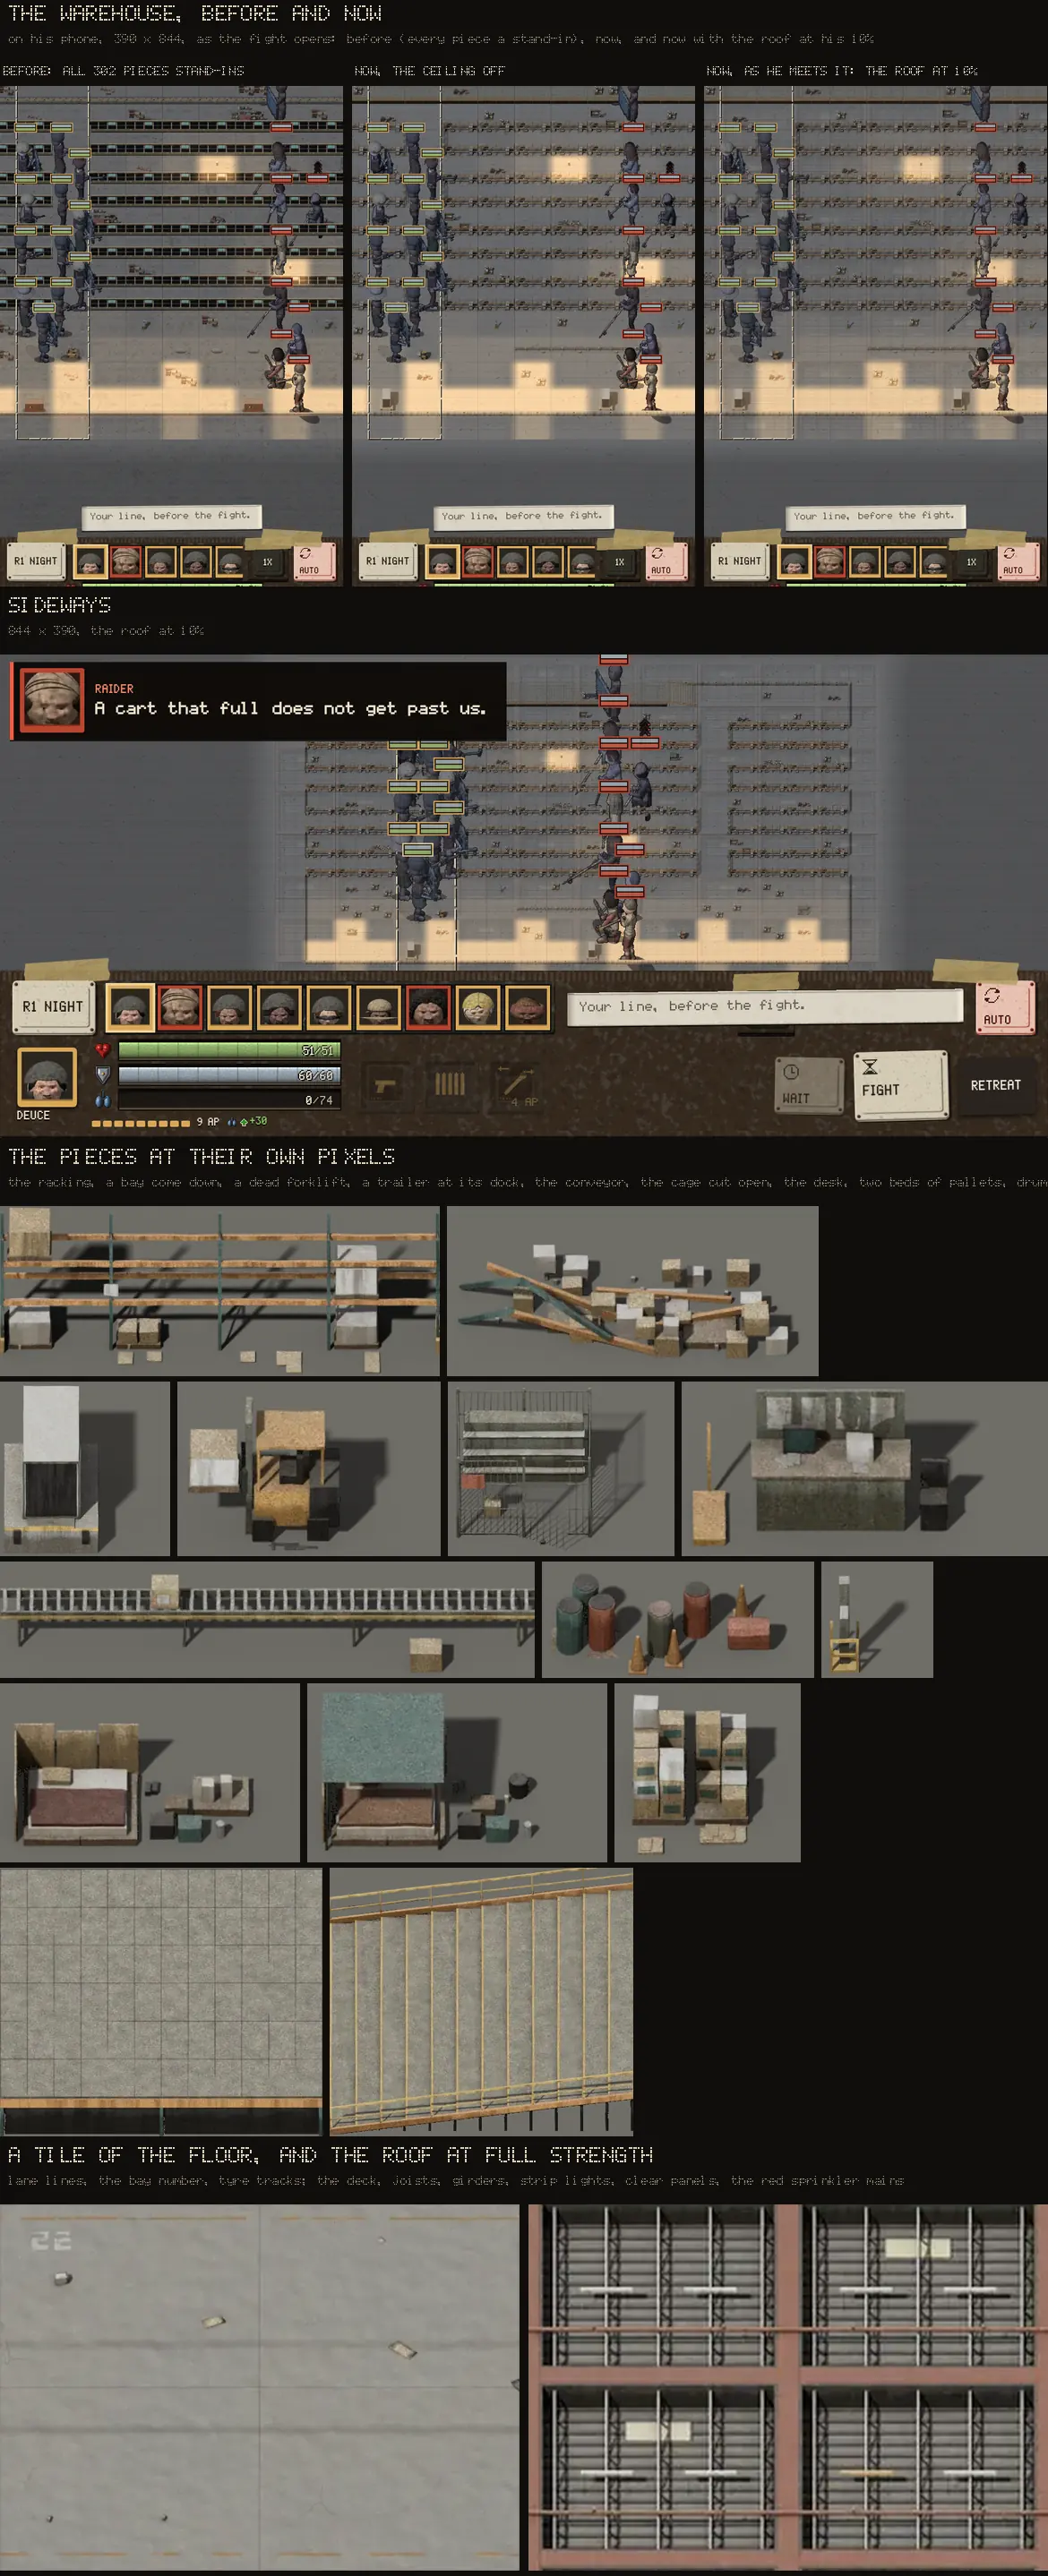 THE WAREHOUSE, BEFORE AND NOW
on his phone, 390 x 844, as the fight opens: before (every piece a stand-in), now, and now with the roof at his 10%
BEFORE: ALL 302 PIECES STAND-INS
NOW, THE CEILING OFF
NOW, AS HE MEETS IT: THE ROOF AT 10%
Your line, before the fight.
Your line, before the fight.
Your line, before the fight.
R1 NIGHT
1X
AUTO
R1 NIGHT
1X
AUTO
R1 NIGHT
1X
AUTO
SIDEWAYS
844 x 390, the roof at 10%
RAIDER
A cart that full does not get past us.
R1 NIGHT
Your line, before the fight.
AUTO
51/51
60/60
0/74
DEUCE
9 AP
+30
4 AP
WAIT
FIGHT
RETREAT
THE PIECES AT THEIR OWN PIXELS
the racking, a bay come down, a dead forklift, a trailer at its dock, the conveyor, the cage cut open, the desk, two beds of pallets, drum
A TILE OF THE FLOOR, AND THE ROOF AT FULL STRENGTH
lane lines, the bay number, tyre tracks; the deck, joists, girders, strip lights, clear panels, the red sprinkler mains
22